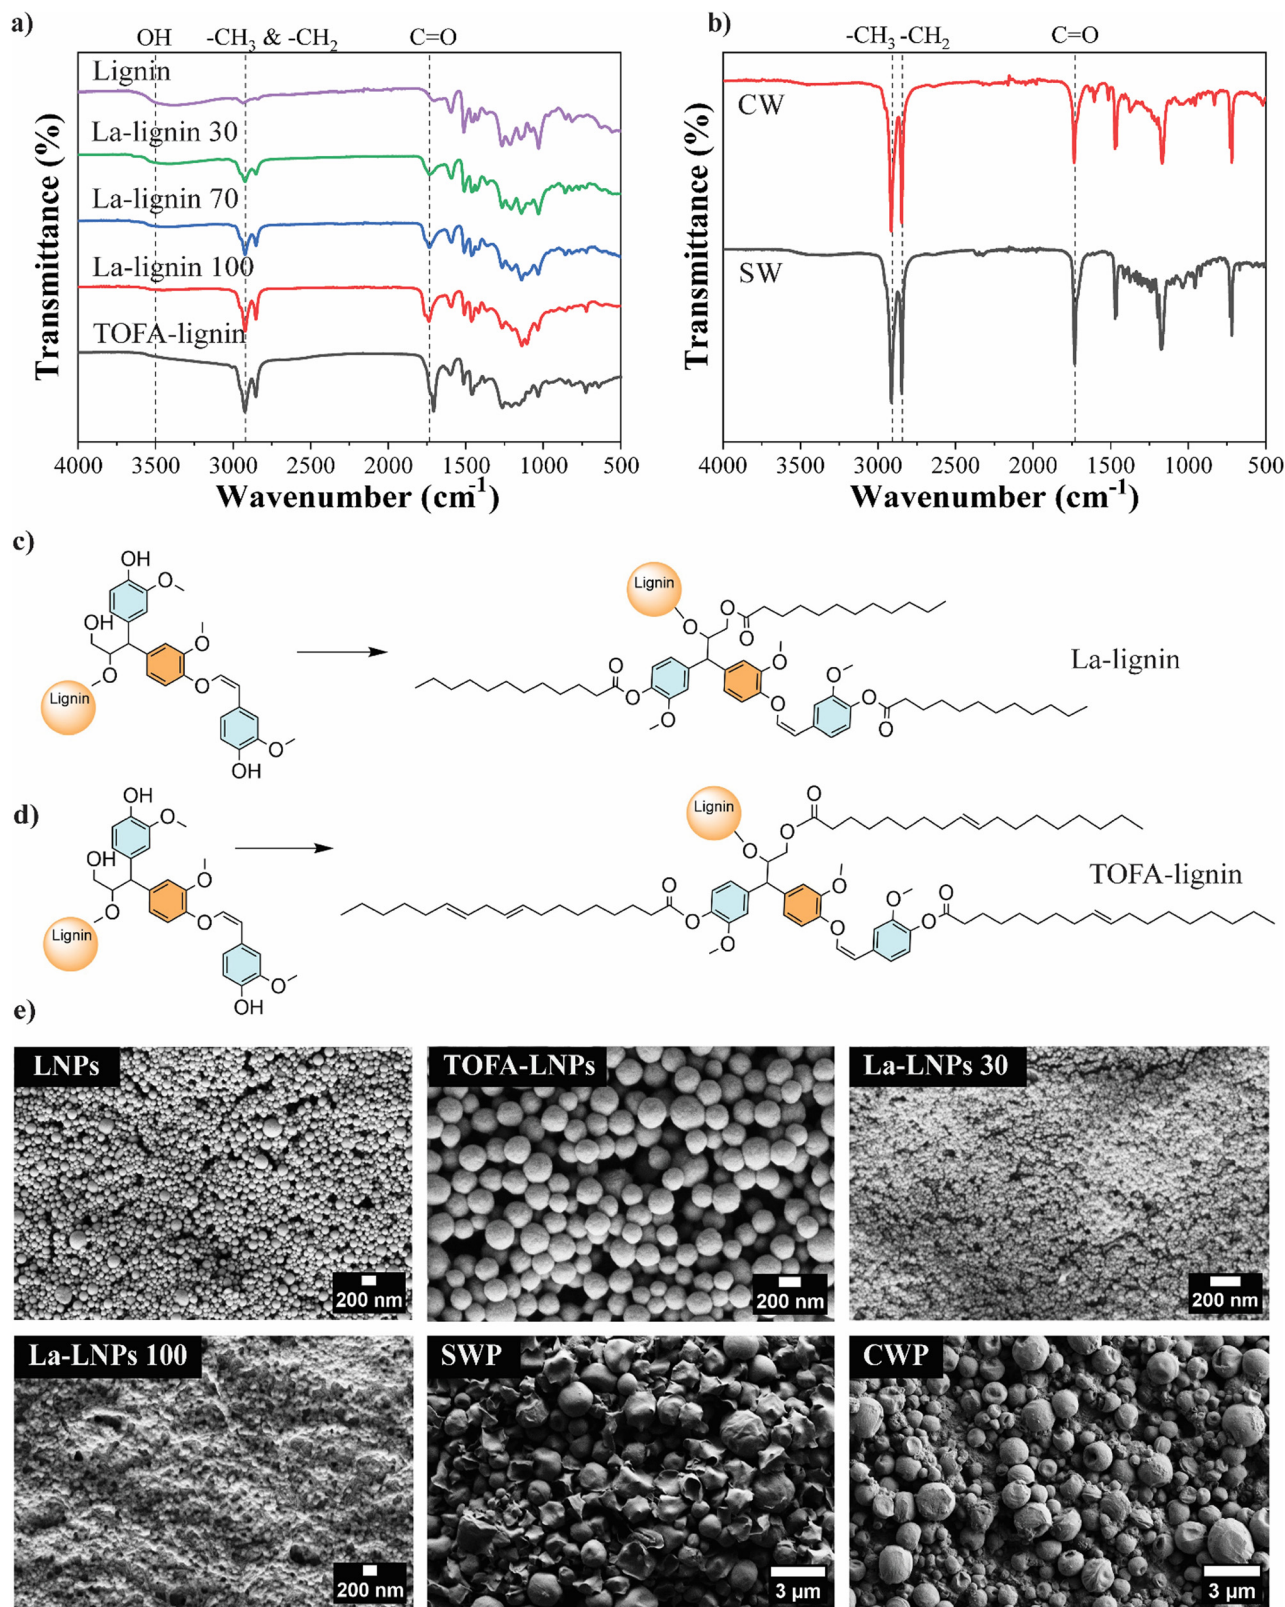 a)
OH -CH3 & -CH2 C=O
Lignin
La-lignin 30
La-lignin 70
La-lignin 100
TOFA-lignin
Transmittance (%)
4000 3500 3000 2500 2000 1500 1000 500
Wavenumber (cm-1)
b)
-CH3 -CH2 C=O
CW
SW
Transmittance (%)
4000 3500 3000 2500 2000 1500 1000 500
Wavenumber (cm-1)
c)
OH
O
OH
O
O
Lignin
O
O
OH
Lignin
O
O
O
O
O
O
O
O
O
O
O
La-lignin
d)
OH
O
OH
O
O
Lignin
O
O
OH
Lignin
O
O
O
O
O
O
O
O
O
O
O
TOFA-lignin
e)
LNPs
200 nm
TOFA-LNPs
200 nm
La-LNPs 30
200 nm
La-LNPs 100
200 nm
SWP
3 µm
CWP
3 µm